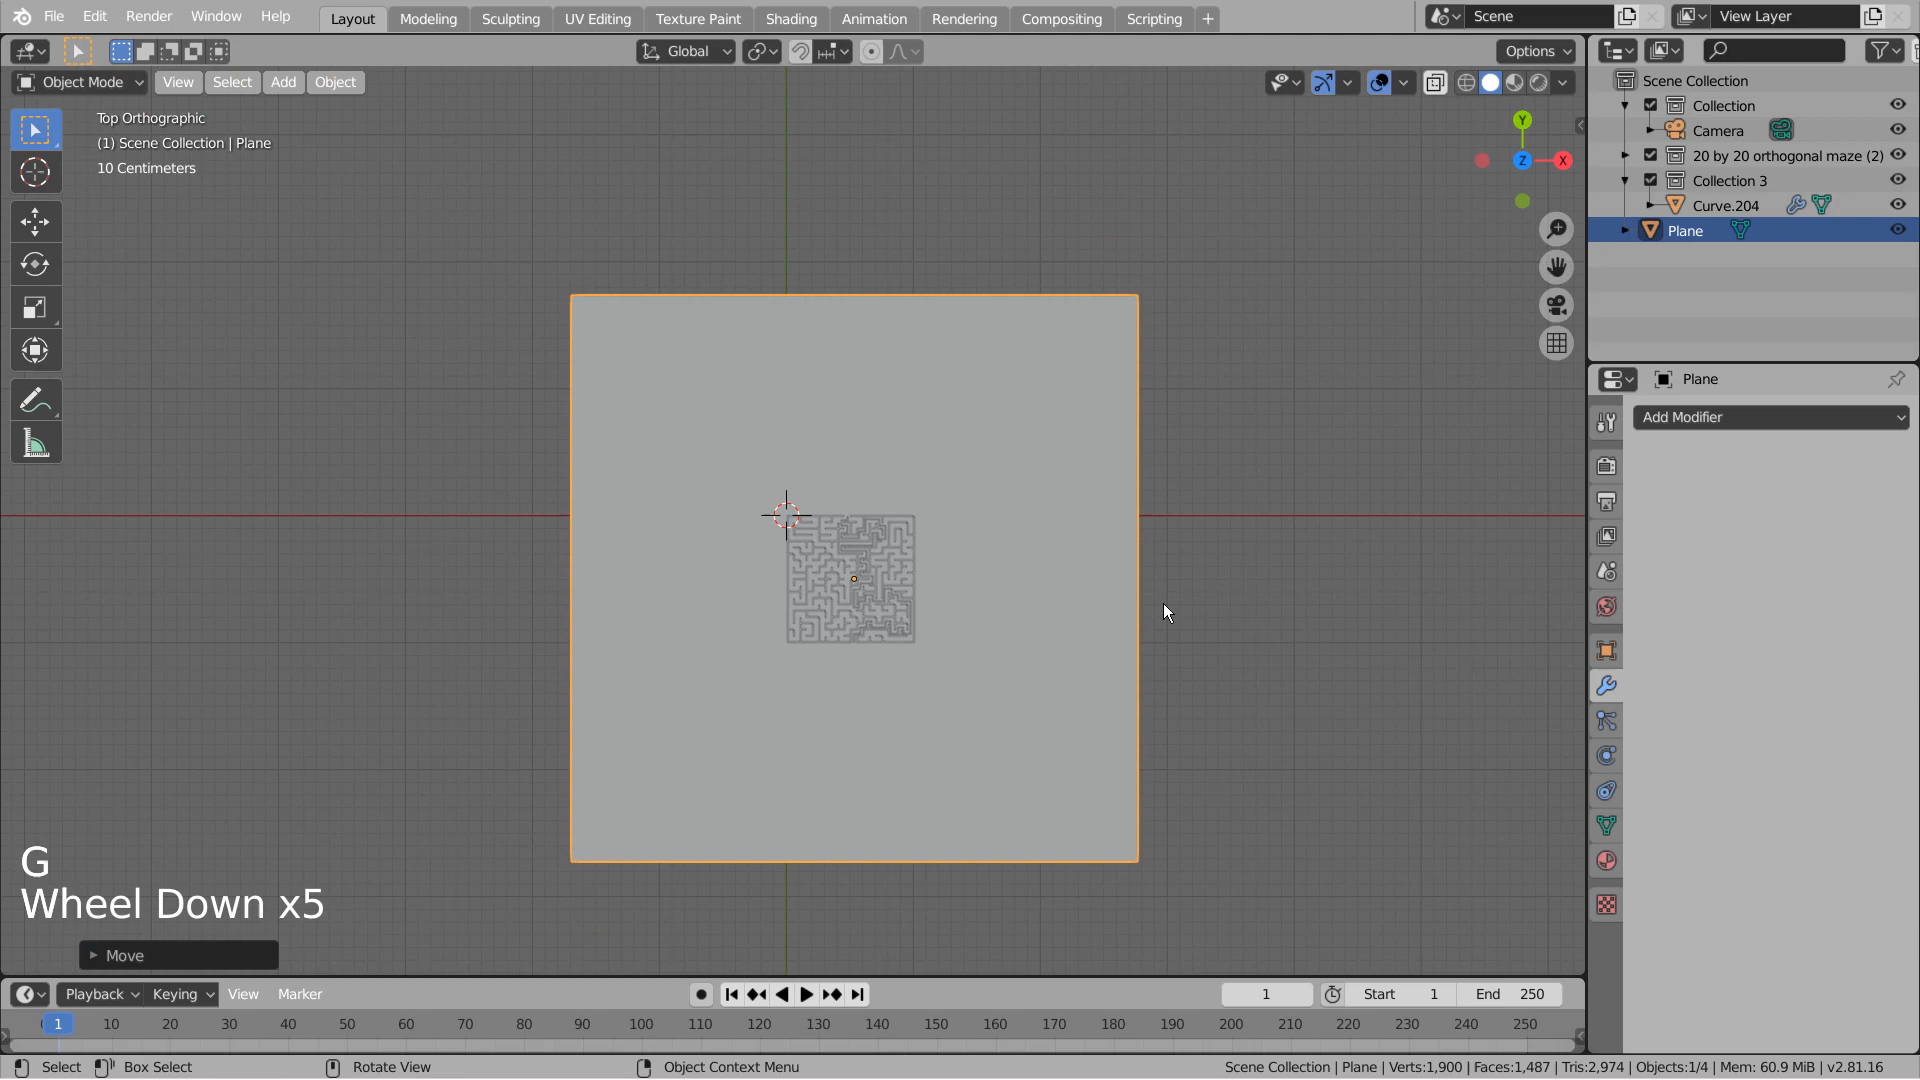 File Edit Render Window Help Layout Modeling Sculpting UV Editing Texture Paint Shading Animation Rendering Compositing Scripting + Scene View Layer
Global Options
Object Mode View Select Add Object
Top Orthographic
(1) Scene Collection | Plane
10 Centimeters
Y
Z X
Scene Collection
Collection
Camera
20 by 20 orthogonal maze (2)
Collection 3
Curve.204
Plane
Plane
Add Modifier
G
Wheel Down x5
Move
Playback Keying View Marker 1 Start 1 End 250
1 10 20 30 40 50 60 70 80 90 100 110 120 130 140 150 160 170 180 190 200 210 220 230 240 250
Select Box Select Rotate View Object Context Menu Scene Collection | Plane | Verts:1,900 | Faces:1,487 | Tris:2,974 | Objects:1/4 | Mem: 60.9 MiB | v2.81.16